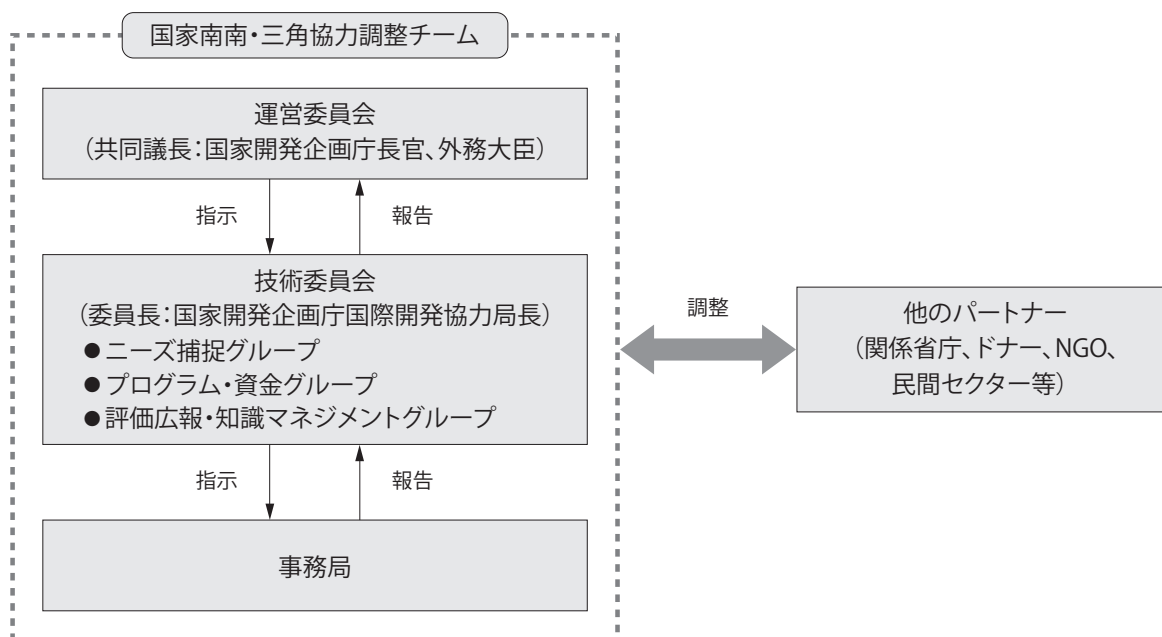 国家南南・三角協力調整チーム
運営委員会
（共同議長：国家開発企画庁長官、外務大臣）
指示
報告
技術委員会
（委員長：国家開発企画庁国際開発協力局長）
●ニーズ捕捉グループ
●プログラム・資金グループ
●評価広報・知識マネジメントグループ
指示
報告
事務局
調整
他のパートナー
（関係省庁、ドナー、NGO、
民間セクター等）